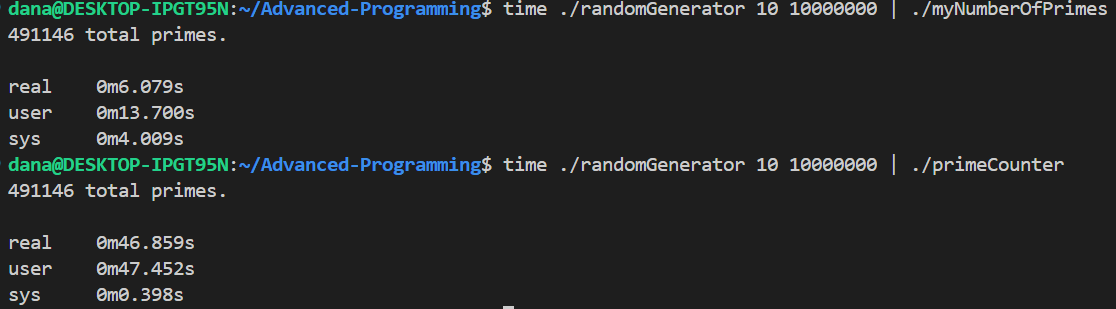 dana@DESKTOP-IPGT95N:~/Advanced-Programming$ time ./randomGenerator 10 10000000 | ./myNumberOfPrimes
491146 total primes.
real 0m6.079s
user 0m13.700s
sys 0m4.009s
dana@DESKTOP-IPGT95N:~/Advanced-Programming$ time ./randomGenerator 10 10000000 | ./primeCounter
491146 total primes.
real 0m46.859s
user 0m47.452s
sys 0m0.398s